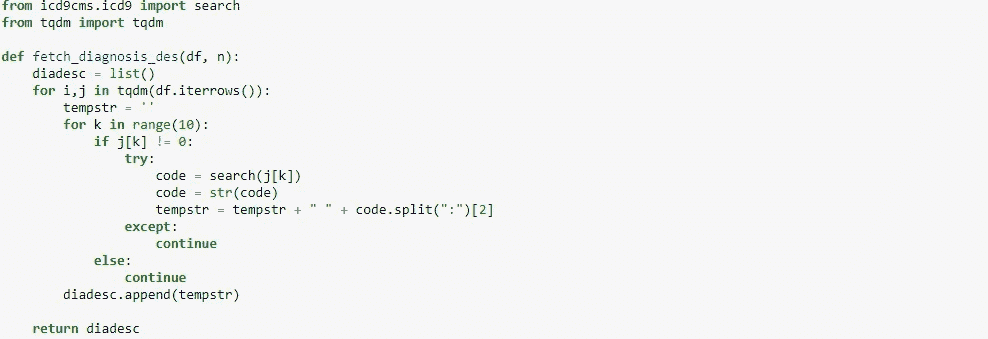 from icd9cms.icd9 import search
from tqdm import tqdm

def fetch_diagnosis_des(df, n):
    diadesc = list()
    for i,j in tqdm(df.iterrows()):
        tempstr = ''
        for k in range(10):
            if j[k] != 0:
                try:
                    code = search(j[k])
                    code = str(code)
                    tempstr = tempstr + " " + code.split(":")[2]
                except:
                    continue
            else:
                continue
        diadesc.append(tempstr)

    return diadesc